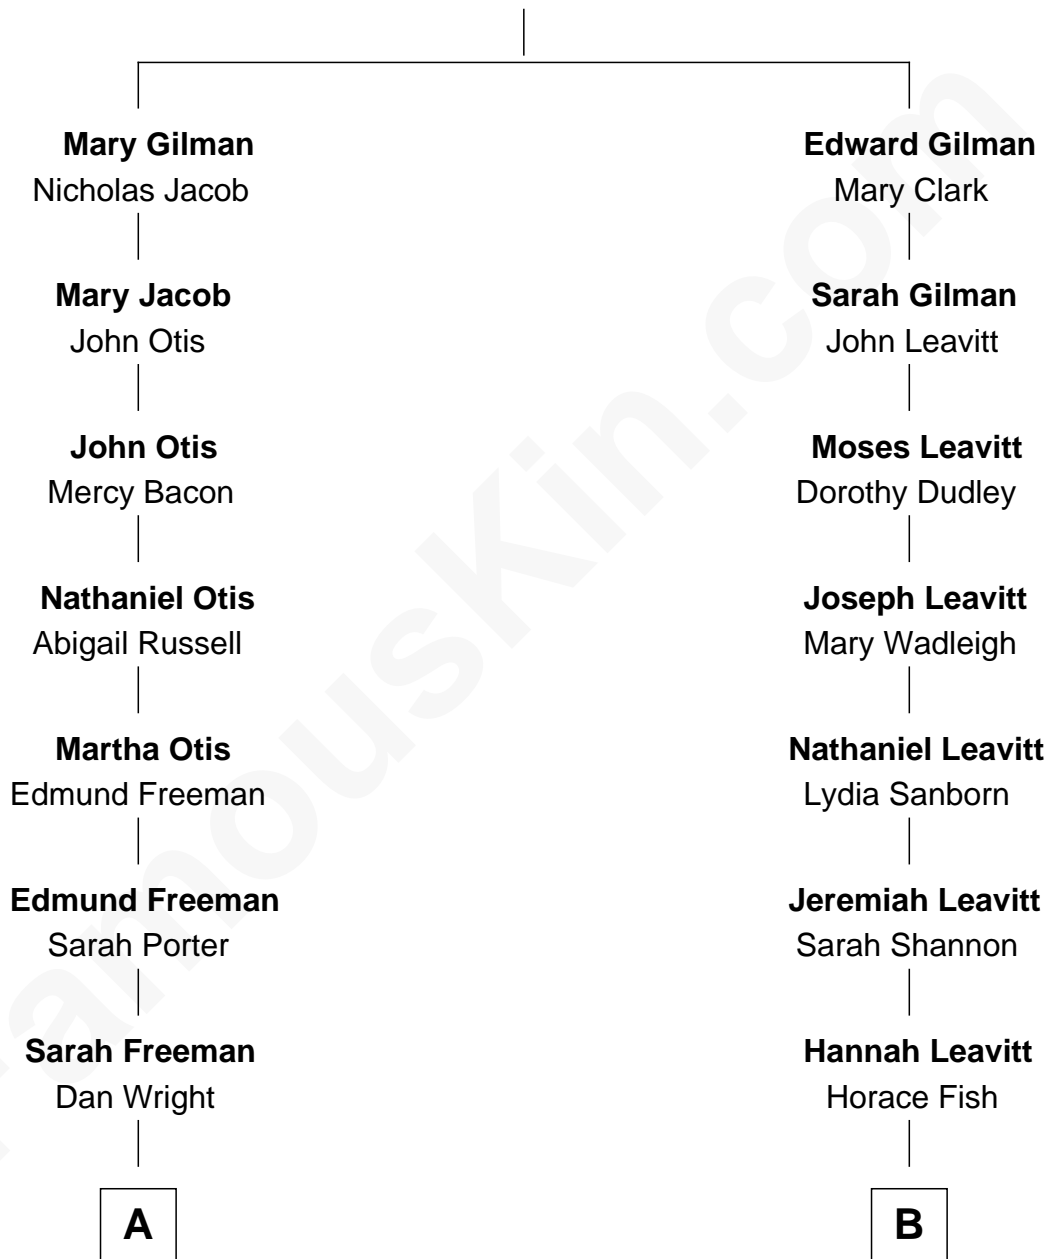 Mary Gilman
Nicholas Jacob
Mary Jacob
John Otis
John Otis
Mercy Bacon
Nathaniel Otis
Abigail Russell
Martha Otis
Edmund Freeman
Edmund Freeman
Sarah Porter
Sarah Freeman
Dan Wright
A
Edward Gilman
Mary Clark
Sarah Gilman
John Leavitt
Moses Leavitt
Dorothy Dudley
Joseph Leavitt
Mary Wadleigh
Nathaniel Leavitt
Lydia Sanborn
Jeremiah Leavitt
Sarah Shannon
Hannah Leavitt
Horace Fish
B
FamousKin.com